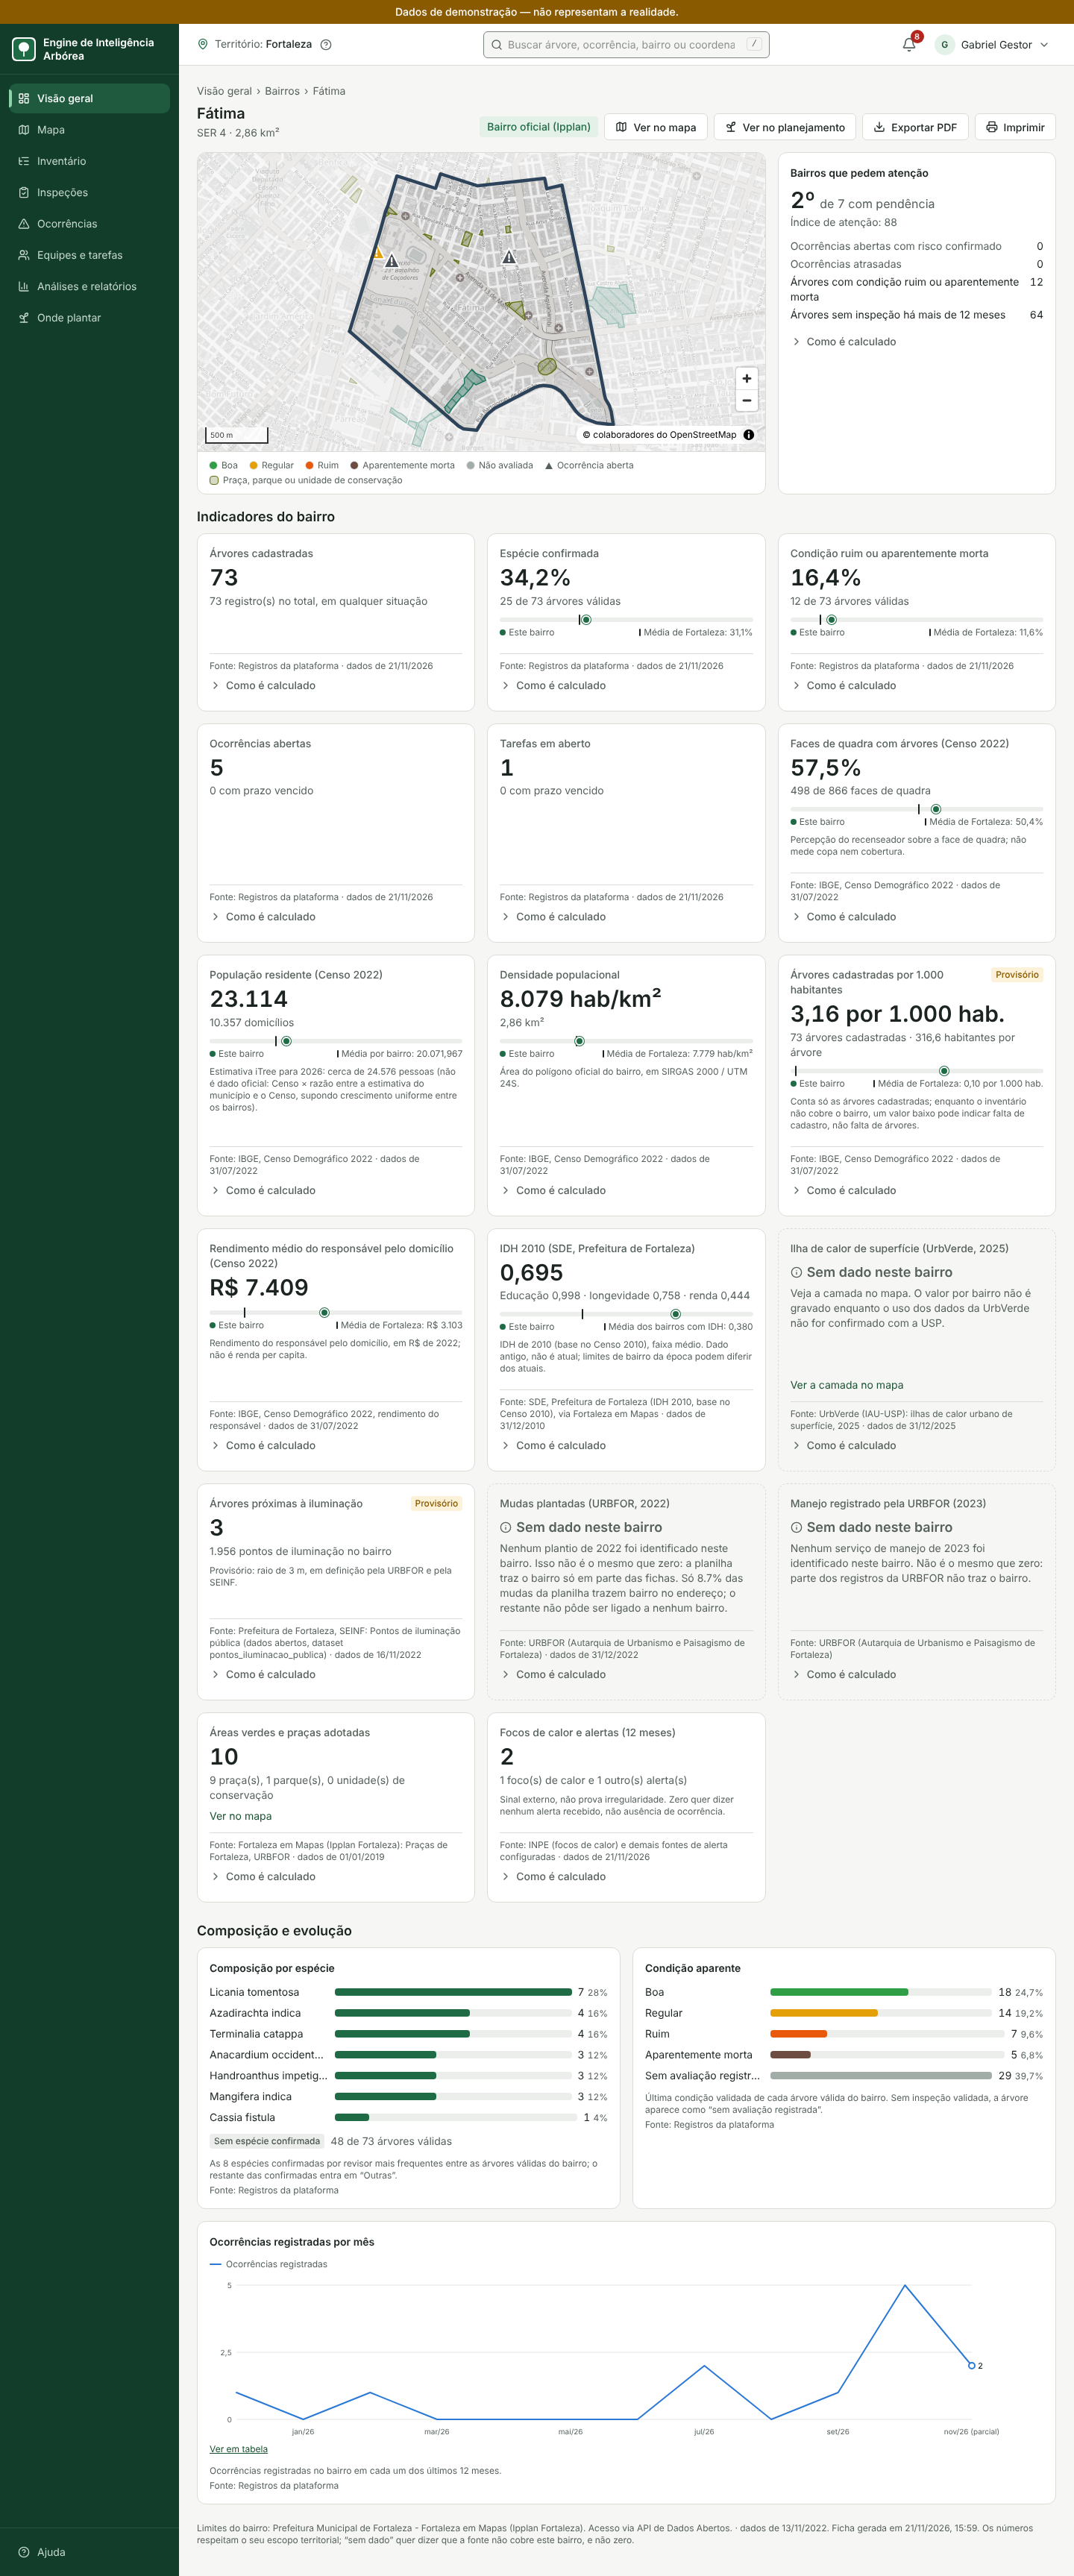 Dados de demonstração — não representam a realidade.
Engine de Inteligência
Arbórea
Visão geral
Mapa
Inventário
Inspeções
Ocorrências
Equipes e tarefas
Análises e relatórios
Onde plantar
Ajuda
Território: Fortaleza
Buscar árvore, ocorrência, bairro ou coordena
/
8
G
Gabriel Gestor
Visão geral › Bairros › Fátima
Fátima
SER 4 · 2,86 km²
Bairro oficial (Ipplan)
Ver no mapa
Ver no planejamento
Exportar PDF
Imprimir
500 m
+
−
© colaboradores do OpenStreetMap
Boa
Regular
Ruim
Aparentemente morta
Não avaliada
Ocorrência aberta
Praça, parque ou unidade de conservação
Bairros que pedem atenção
2º de 7 com pendência
Índice de atenção: 88
Ocorrências abertas com risco confirmado 0
Ocorrências atrasadas 0
Árvores com condição ruim ou aparentemente 12
morta
Árvores sem inspeção há mais de 12 meses 64
Como é calculado
Indicadores do bairro
Árvores cadastradas
73
73 registro(s) no total, em qualquer situação
Fonte: Registros da plataforma · dados de 21/11/2026
Como é calculado
Espécie confirmada
34,2%
25 de 73 árvores válidas
Este bairro
Média de Fortaleza: 31,1%
Fonte: Registros da plataforma · dados de 21/11/2026
Como é calculado
Condição ruim ou aparentemente morta
16,4%
12 de 73 árvores válidas
Este bairro
Média de Fortaleza: 11,6%
Fonte: Registros da plataforma · dados de 21/11/2026
Como é calculado
Ocorrências abertas
5
0 com prazo vencido
Fonte: Registros da plataforma · dados de 21/11/2026
Como é calculado
Tarefas em aberto
1
0 com prazo vencido
Fonte: Registros da plataforma · dados de 21/11/2026
Como é calculado
Faces de quadra com árvores (Censo 2022)
57,5%
498 de 866 faces de quadra
Este bairro
Média de Fortaleza: 50,4%
Percepção do recenseador sobre a face de quadra; não
mede copa nem cobertura.
Fonte: IBGE, Censo Demográfico 2022 · dados de
31/07/2022
Como é calculado
População residente (Censo 2022)
23.114
10.357 domicílios
Este bairro
Média por bairro: 20.071,967
Estimativa iTree para 2026: cerca de 24.576 pessoas (não
é dado oficial: Censo × razão entre a estimativa do
município e o Censo, supondo crescimento uniforme entre
os bairros).
Fonte: IBGE, Censo Demográfico 2022 · dados de
31/07/2022
Como é calculado
Densidade populacional
8.079 hab/km²
2,86 km²
Este bairro
Média de Fortaleza: 7.779 hab/km²
Área do polígono oficial do bairro, em SIRGAS 2000 / UTM
24S.
Fonte: IBGE, Censo Demográfico 2022 · dados de
31/07/2022
Como é calculado
Árvores cadastradas por 1.000
habitantes
Provisório
3,16 por 1.000 hab.
73 árvores cadastradas · 316,6 habitantes por
árvore
Este bairro
Média de Fortaleza: 0,10 por 1.000 hab.
Conta só as árvores cadastradas; enquanto o inventário
não cobre o bairro, um valor baixo pode indicar falta de
cadastro, não falta de árvores.
Fonte: IBGE, Censo Demográfico 2022 · dados de
31/07/2022
Como é calculado
Rendimento médio do responsável pelo domicílio
(Censo 2022)
R$ 7.409
Este bairro
Média de Fortaleza: R$ 3.103
Rendimento do responsável pelo domicílio, em R$ de 2022;
não é renda per capita.
Fonte: IBGE, Censo Demográfico 2022, rendimento do
responsável · dados de 31/07/2022
Como é calculado
IDH 2010 (SDE, Prefeitura de Fortaleza)
0,695
Educação 0,998 · longevidade 0,758 · renda 0,444
Este bairro
Média dos bairros com IDH: 0,380
IDH de 2010 (base no Censo 2010), faixa médio. Dado
antigo, não é atual; limites de bairro da época podem diferir
dos atuais.
Fonte: SDE, Prefeitura de Fortaleza (IDH 2010, base no
Censo 2010), via Fortaleza em Mapas · dados de
31/12/2010
Como é calculado
Ilha de calor de superfície (UrbVerde, 2025)
Sem dado neste bairro
Veja a camada no mapa. O valor por bairro não é
gravado enquanto o uso dos dados da UrbVerde
não for confirmado com a USP.
Ver a camada no mapa
Fonte: UrbVerde (IAU-USP): ilhas de calor urbano de
superfície, 2025 · dados de 31/12/2025
Como é calculado
Árvores próximas à iluminação
Provisório
3
1.956 pontos de iluminação no bairro
Provisório: raio de 3 m, em definição pela URBFOR e pela
SEINF.
Fonte: Prefeitura de Fortaleza, SEINF: Pontos de iluminação
pública (dados abertos, dataset
pontos_iluminacao_publica) · dados de 16/11/2022
Como é calculado
Mudas plantadas (URBFOR, 2022)
Sem dado neste bairro
Nenhum plantio de 2022 foi identificado neste
bairro. Isso não é o mesmo que zero: a planilha
traz o bairro só em parte das fichas. Só 8.7% das
mudas da planilha trazem bairro no endereço; o
restante não pôde ser ligado a nenhum bairro.
Fonte: URBFOR (Autarquia de Urbanismo e Paisagismo de
Fortaleza) · dados de 31/12/2022
Como é calculado
Manejo registrado pela URBFOR (2023)
Sem dado neste bairro
Nenhum serviço de manejo de 2023 foi
identificado neste bairro. Não é o mesmo que zero:
parte dos registros da URBFOR não traz o bairro.
Fonte: URBFOR (Autarquia de Urbanismo e Paisagismo de
Fortaleza)
Como é calculado
Áreas verdes e praças adotadas
10
9 praça(s), 1 parque(s), 0 unidade(s) de
conservação
Ver no mapa
Fonte: Fortaleza em Mapas (Ipplan Fortaleza): Praças de
Fortaleza, URBFOR · dados de 01/01/2019
Como é calculado
Focos de calor e alertas (12 meses)
2
1 foco(s) de calor e 1 outro(s) alerta(s)
Sinal externo, não prova irregularidade. Zero quer dizer
nenhum alerta recebido, não ausência de ocorrência.
Fonte: INPE (focos de calor) e demais fontes de alerta
configuradas · dados de 21/11/2026
Como é calculado
Composição e evolução
Composição por espécie
Licania tomentosa 7 28%
Azadirachta indica 4 16%
Terminalia catappa 4 16%
Anacardium occident... 3 12%
Handroanthus impetig... 3 12%
Mangifera indica 3 12%
Cassia fistula 1 4%
Sem espécie confirmada 48 de 73 árvores válidas
As 8 espécies confirmadas por revisor mais frequentes entre as árvores válidas do bairro; o
restante das confirmadas entra em “Outras”.
Fonte: Registros da plataforma
Condição aparente
Boa 18 24,7%
Regular 14 19,2%
Ruim 7 9,6%
Aparentemente morta 5 6,8%
Sem avaliação registr... 29 39,7%
Última condição validada de cada árvore válida do bairro. Sem inspeção validada, a árvore
aparece como “sem avaliação registrada”.
Fonte: Registros da plataforma
Ocorrências registradas por mês
Ocorrências registradas
5
2,5
0
2
jan/26
mar/26
mai/26
jul/26
set/26
nov/26 (parcial)
Ver em tabela
Ocorrências registradas no bairro em cada um dos últimos 12 meses.
Fonte: Registros da plataforma
Limites do bairro: Prefeitura Municipal de Fortaleza - Fortaleza em Mapas (Ipplan Fortaleza). Acesso via API de Dados Abertos. · dados de 13/11/2022. Ficha gerada em 21/11/2026, 15:59. Os números
respeitam o seu escopo territorial; “sem dado” quer dizer que a fonte não cobre este bairro, e não zero.